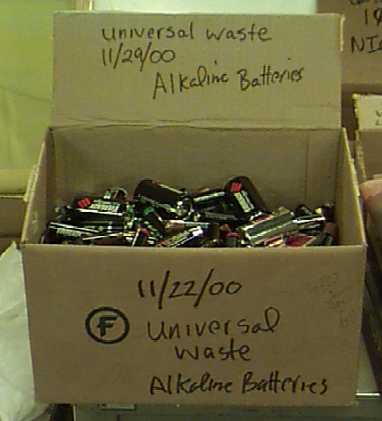 universal waste
11/29/00
Alkaline Batteries
11/22/00
F
universal
waste
Alkaline Batteries